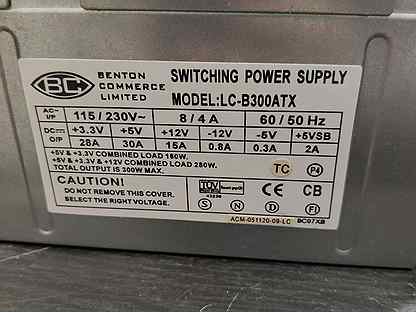 BC
BENTON COMMERCE LIMITED
SWITCHING POWER SUPPLY
MODEL:LC-B300ATX
AC~ I/P 115 / 230V~ 8 / 4 A 60 / 50 Hz
DC O/P +3.3V +5V +12V -12V -5V +5VSB
28A 30A 15A 0.8A 0.3A 2A
+5V & +3.3V COMBINED LOAD 180W.
+5V & +3.3V & +12V COMBINED LOAD 280W.
TOTAL OUTPUT IS 300W MAX.
TC P4
CAUTION!
DO NOT REMOVE THIS COVER.
SELECT THE RIGHT VOLTAGE.
TÜV CE CB
S N D FI
ACM-051120-09-LC BC07XB